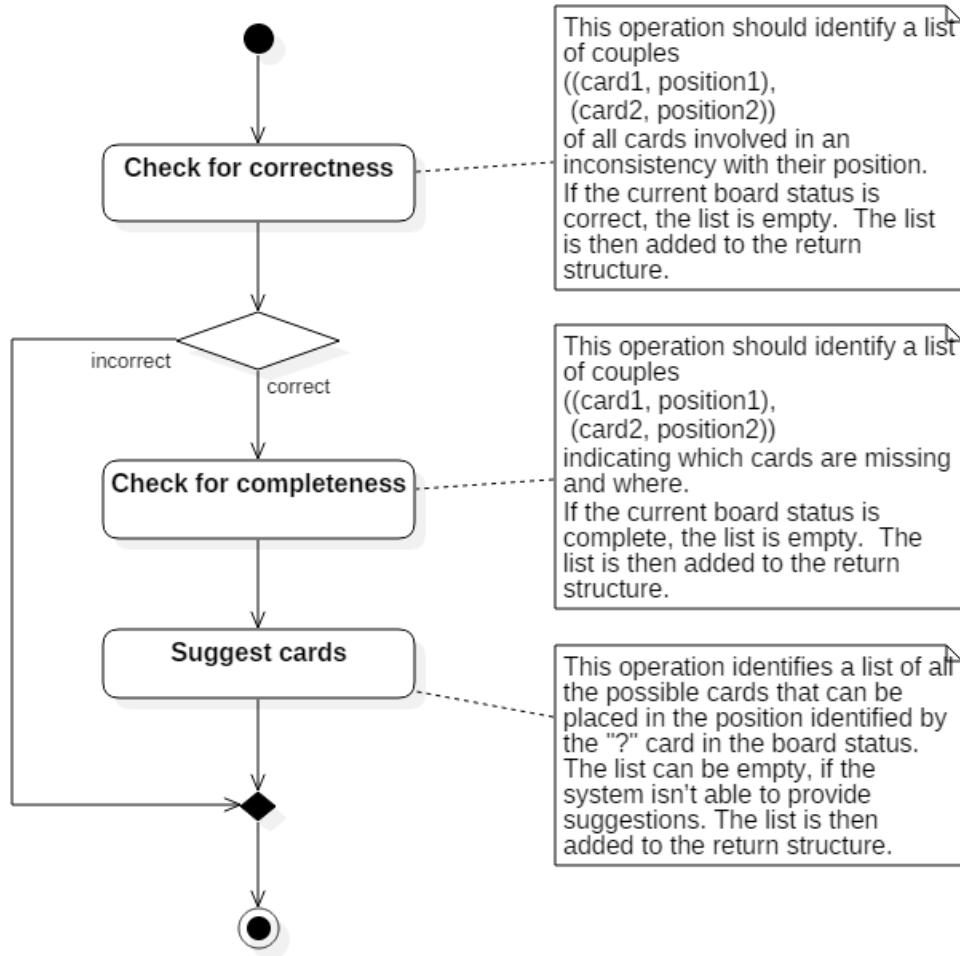 This operation should identify a list
of couples
((card1, position1),
(card2, position2))
of all cards involved in an
inconsistency with their position.
If the current board status is
correct, the list is empty.  The list
is then added to the return
structure.
Check for correctness
incorrect
correct
This operation should identify a list
of couples
((card1, position1),
(card2, position2))
indicating which cards are missing
and where.
If the current board status is
complete, the list is empty.  The
list is then added to the return
structure.
Check for completeness
Suggest cards
This operation identifies a list of all
the possible cards that can be
placed in the position identified by
the "?" card in the board status.
The list can be empty, if the
system isn't able to provide
suggestions. The list is then
added to the return structure.